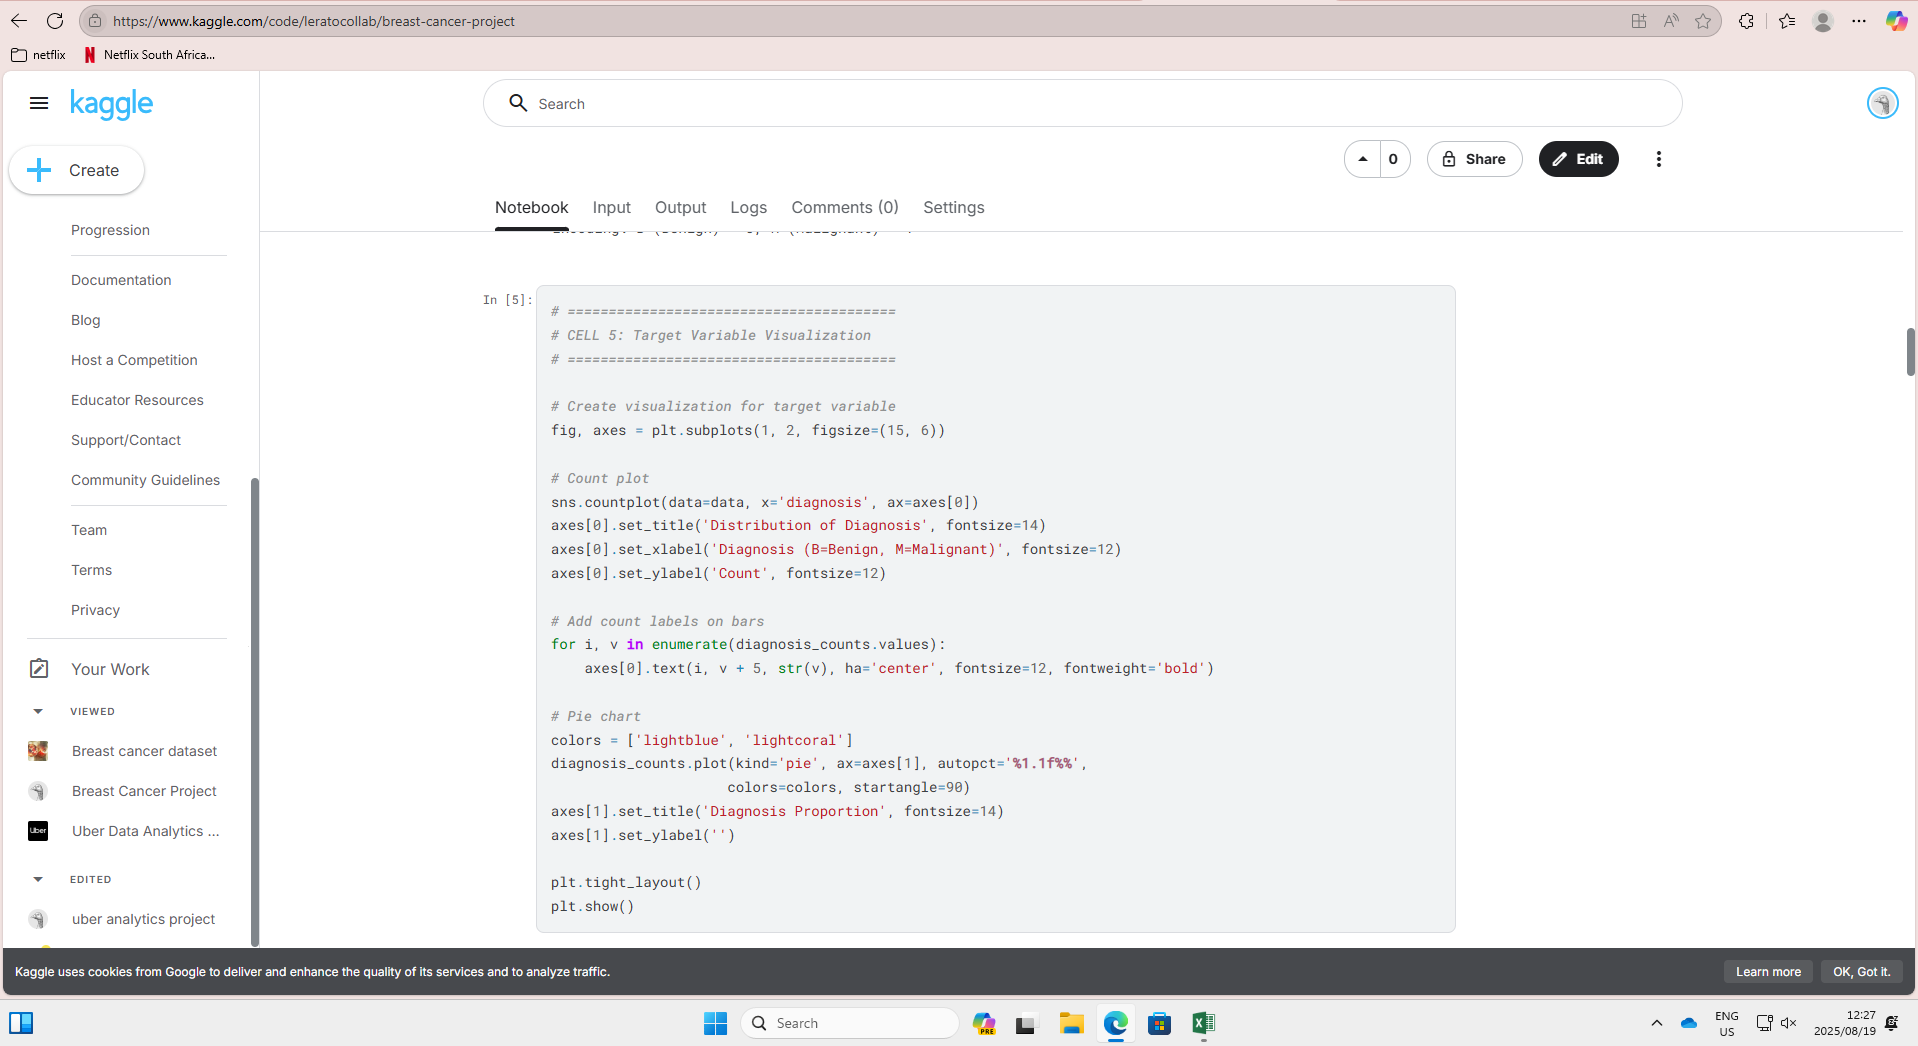 https://www.kaggle.com/code/leratocollab/breast-cancer-project
netflix
Netflix South Africa...
kaggle
Search
Create
0
Share
Edit
Notebook
Input
Output
Logs
Comments (0)
Settings
Progression
Documentation
Blog
Host a Competition
Educator Resources
Support/Contact
Community Guidelines
Team
Terms
Privacy
Your Work
VIEWED
Breast cancer dataset
Breast Cancer Project
Uber
Uber Data Analytics ...
EDITED
uber analytics project
In [5]:
# ========================================
# CELL 5: Target Variable Visualization
# ========================================
# Create visualization for target variable
fig, axes = plt.subplots(1, 2, figsize=(15, 6))
# Count plot
sns.countplot(data=data, x='diagnosis', ax=axes[0])
axes[0].set_title('Distribution of Diagnosis', fontsize=14)
axes[0].set_xlabel('Diagnosis (B=Benign, M=Malignant)', fontsize=12)
axes[0].set_ylabel('Count', fontsize=12)
# Add count labels on bars
for i, v in enumerate(diagnosis_counts.values):
    axes[0].text(i, v + 5, str(v), ha='center', fontsize=12, fontweight='bold')
# Pie chart
colors = ['lightblue', 'lightcoral']
diagnosis_counts.plot(kind='pie', ax=axes[1], autopct='%1.1f%%',
                     colors=colors, startangle=90)
axes[1].set_title('Diagnosis Proportion', fontsize=14)
axes[1].set_ylabel('')
plt.tight_layout()
plt.show()
Kaggle uses cookies from Google to deliver and enhance the quality of its services and to analyze traffic.
Learn more
OK, Got it.
Search
PRE
ENG
US
12:27
2025/08/19